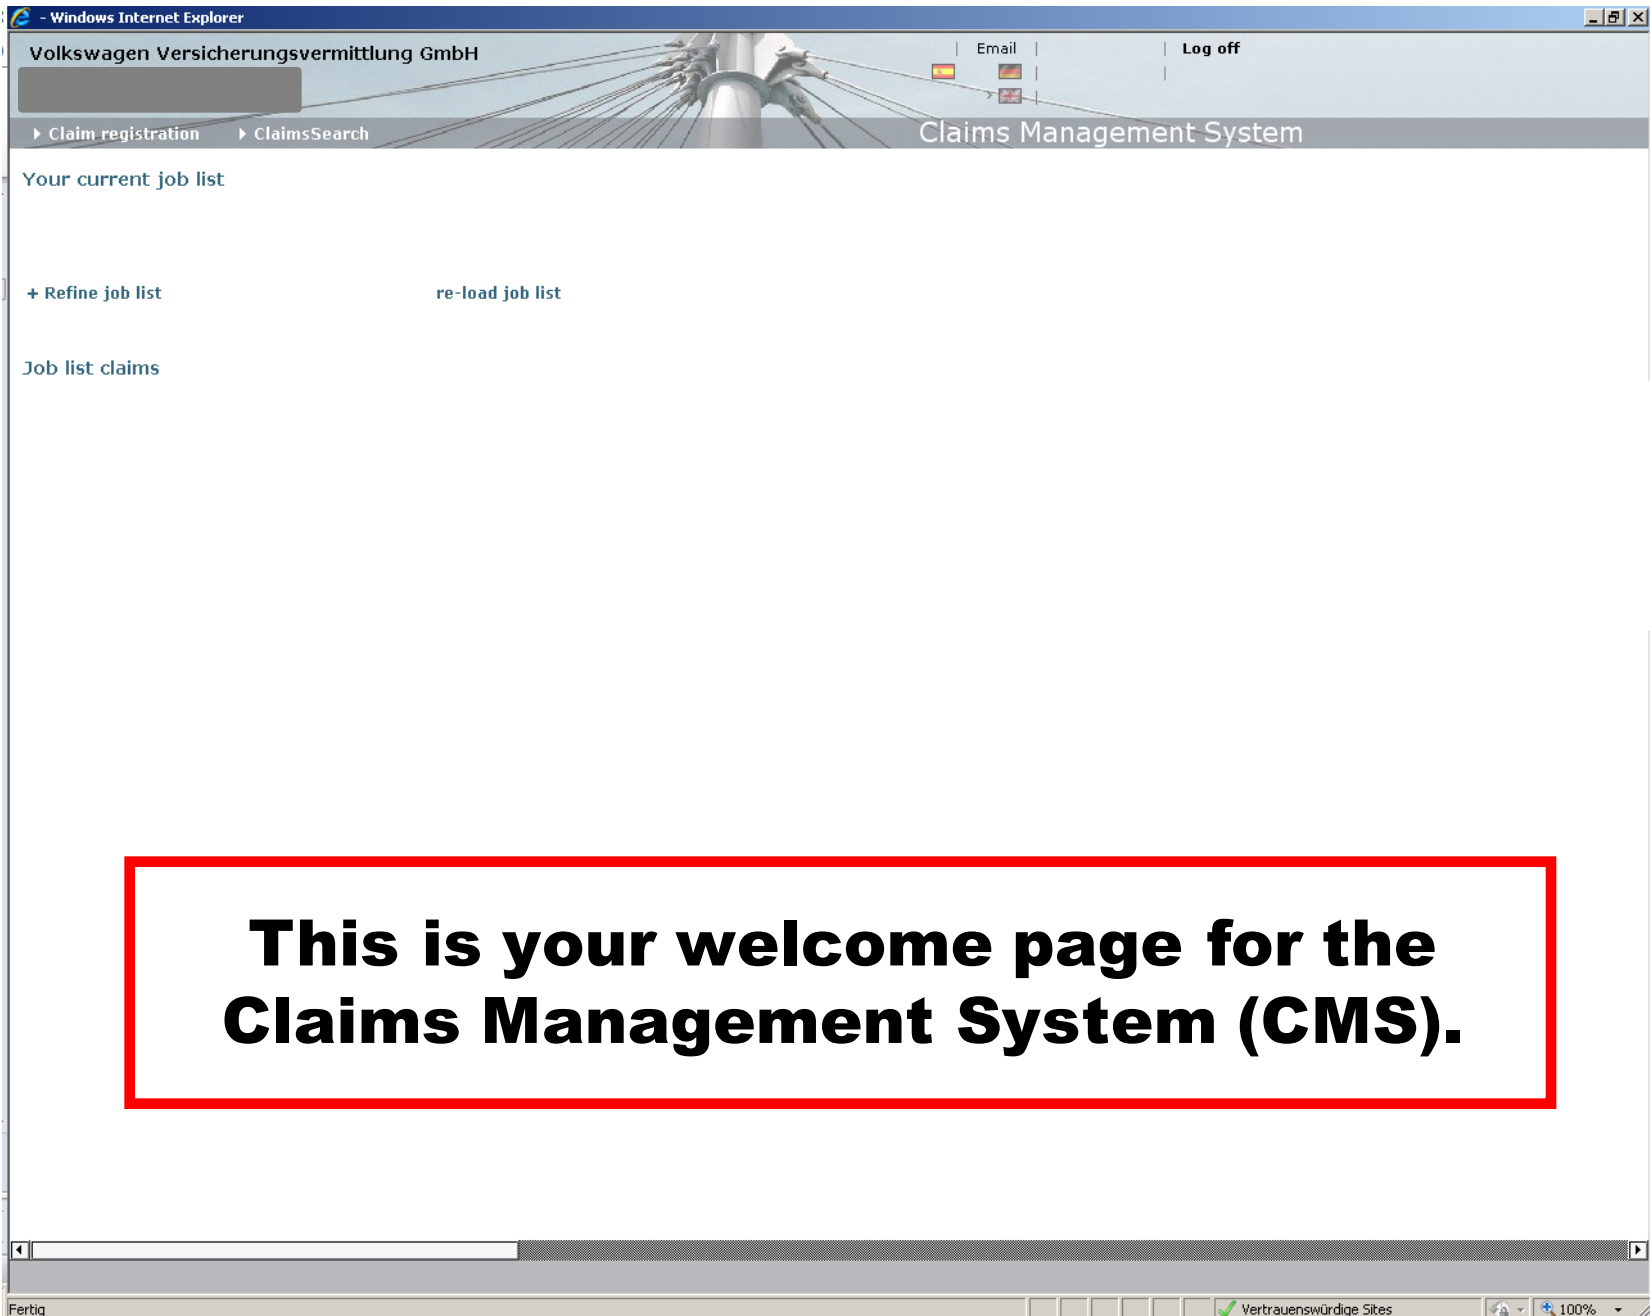 - Windows Internet Explorer
Volkswagen Versicherungsvermittlung GmbH
| Email | | Log off
Claim registration ClaimsSearch
Claims Management System
Your current job list
+ Refine job list re-load job list
Job list claims
This is your welcome page for the
Claims Management System (CMS).
Fertig Vertrauenswürdige Sites 100%